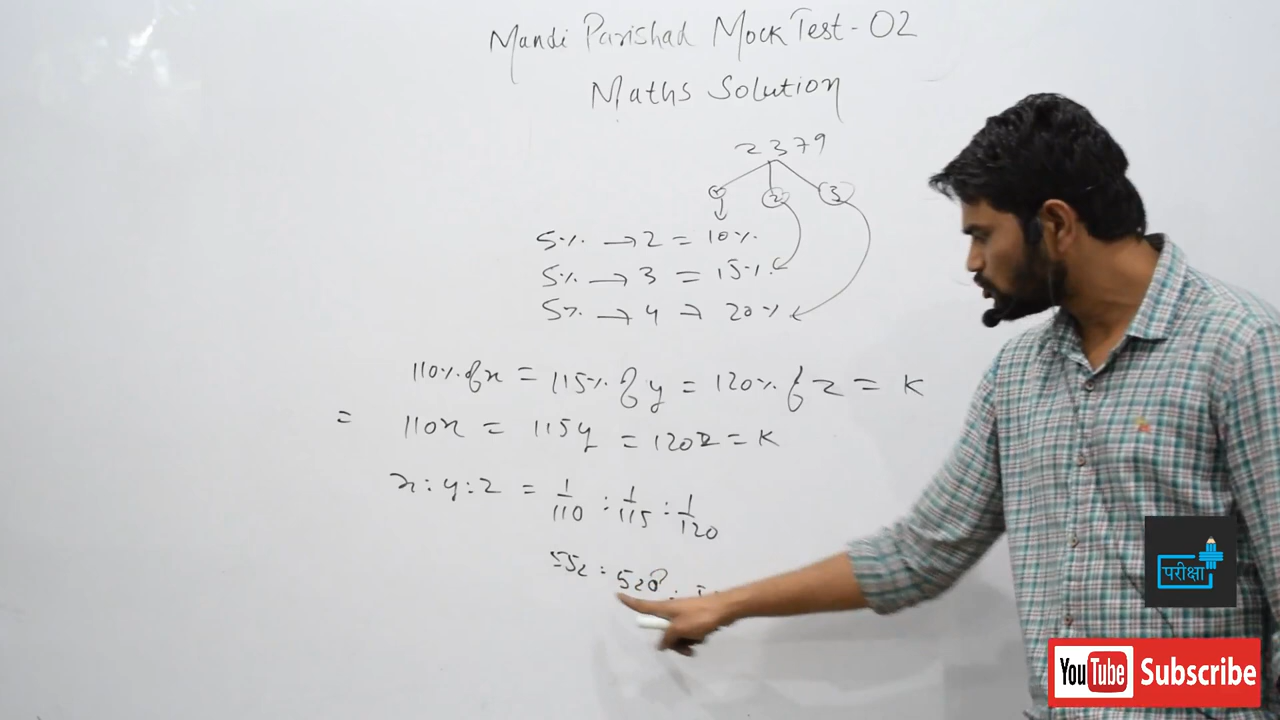 Mandi Parishad Mock Test - 02
Maths Solution
2379
1 2 3
5% → 2 = 10%
5% → 3 = 15%
5% → 4 → 20%
110% of x = 115% of y = 120% of z = K
= 110x = 115y = 120z = K
x : y : z = 1/110 : 1/115 : 1/120
552 : 528 :
परीक्षा
YouTube Subscribe